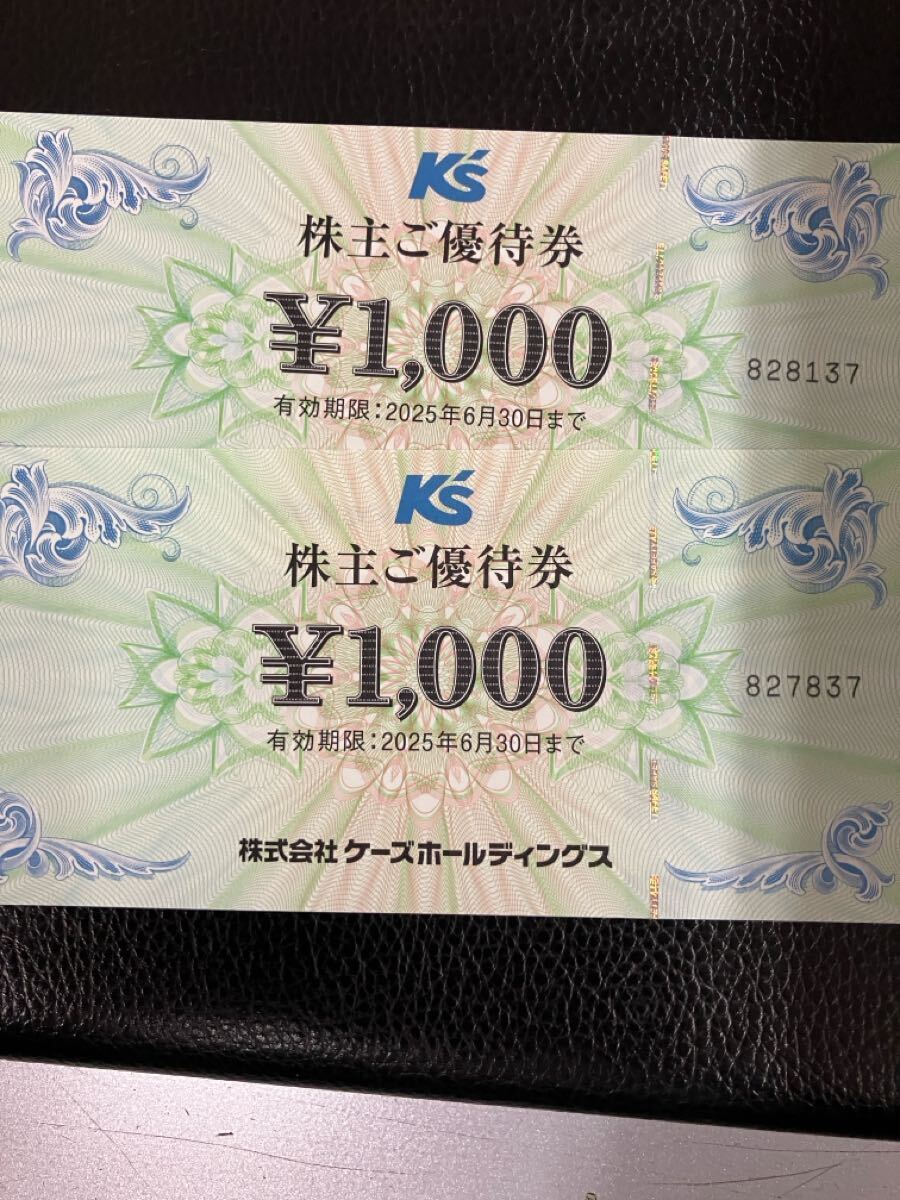 K's
株主ご優待券
¥1,000
828137
有効期限：2025年6月30日まで
K's
株主ご優待券
¥1,000
827837
有効期限：2025年6月30日まで
株式会社 ケーズホールディングス